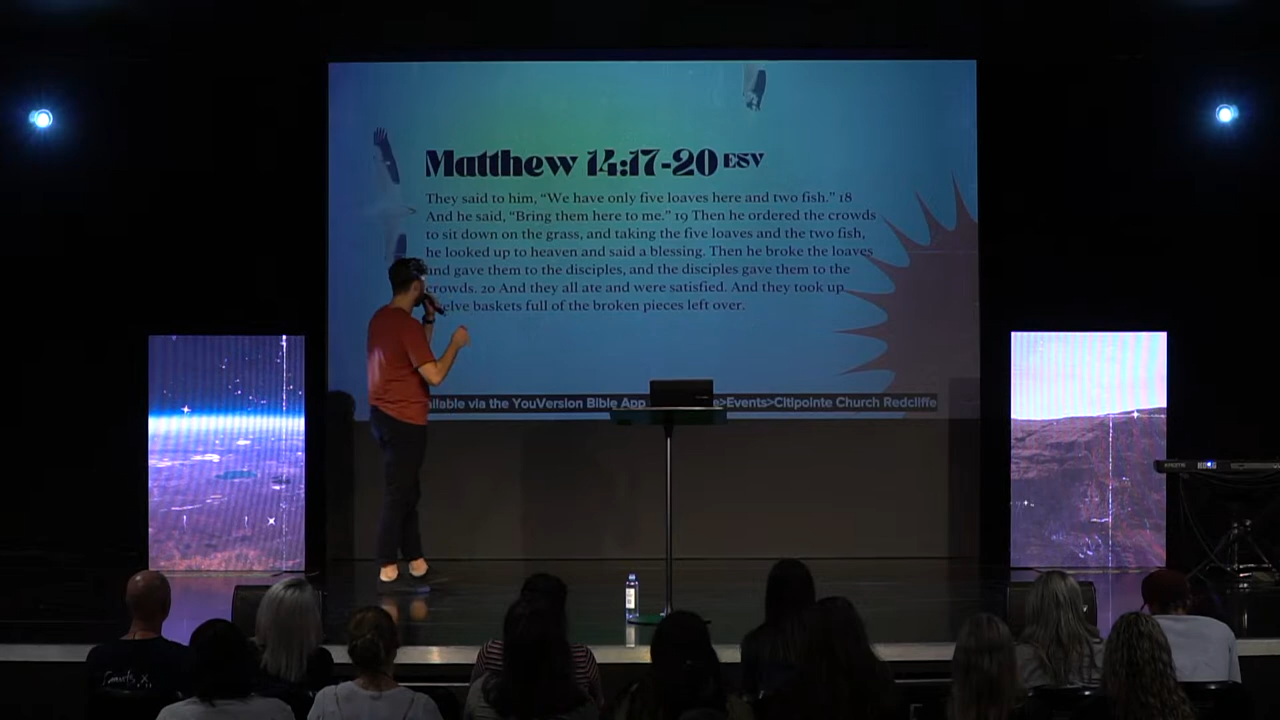 Matthew 14:17-20 ESV
They said to him, “We have only five loaves here and two fish.” 18
And he said, “Bring them here to me.” 19 Then he ordered the crowds
to sit down on the grass, and taking the five loaves and the two fish,
he looked up to heaven and said a blessing. Then he broke the loaves
and gave them to the disciples, and the disciples gave them to the
crowds. 20 And they all ate and were satisfied. And they took up
baskets full of the broken pieces left over.
via the YouVersion Bible App >Events>Citipointe Church Redcliffe